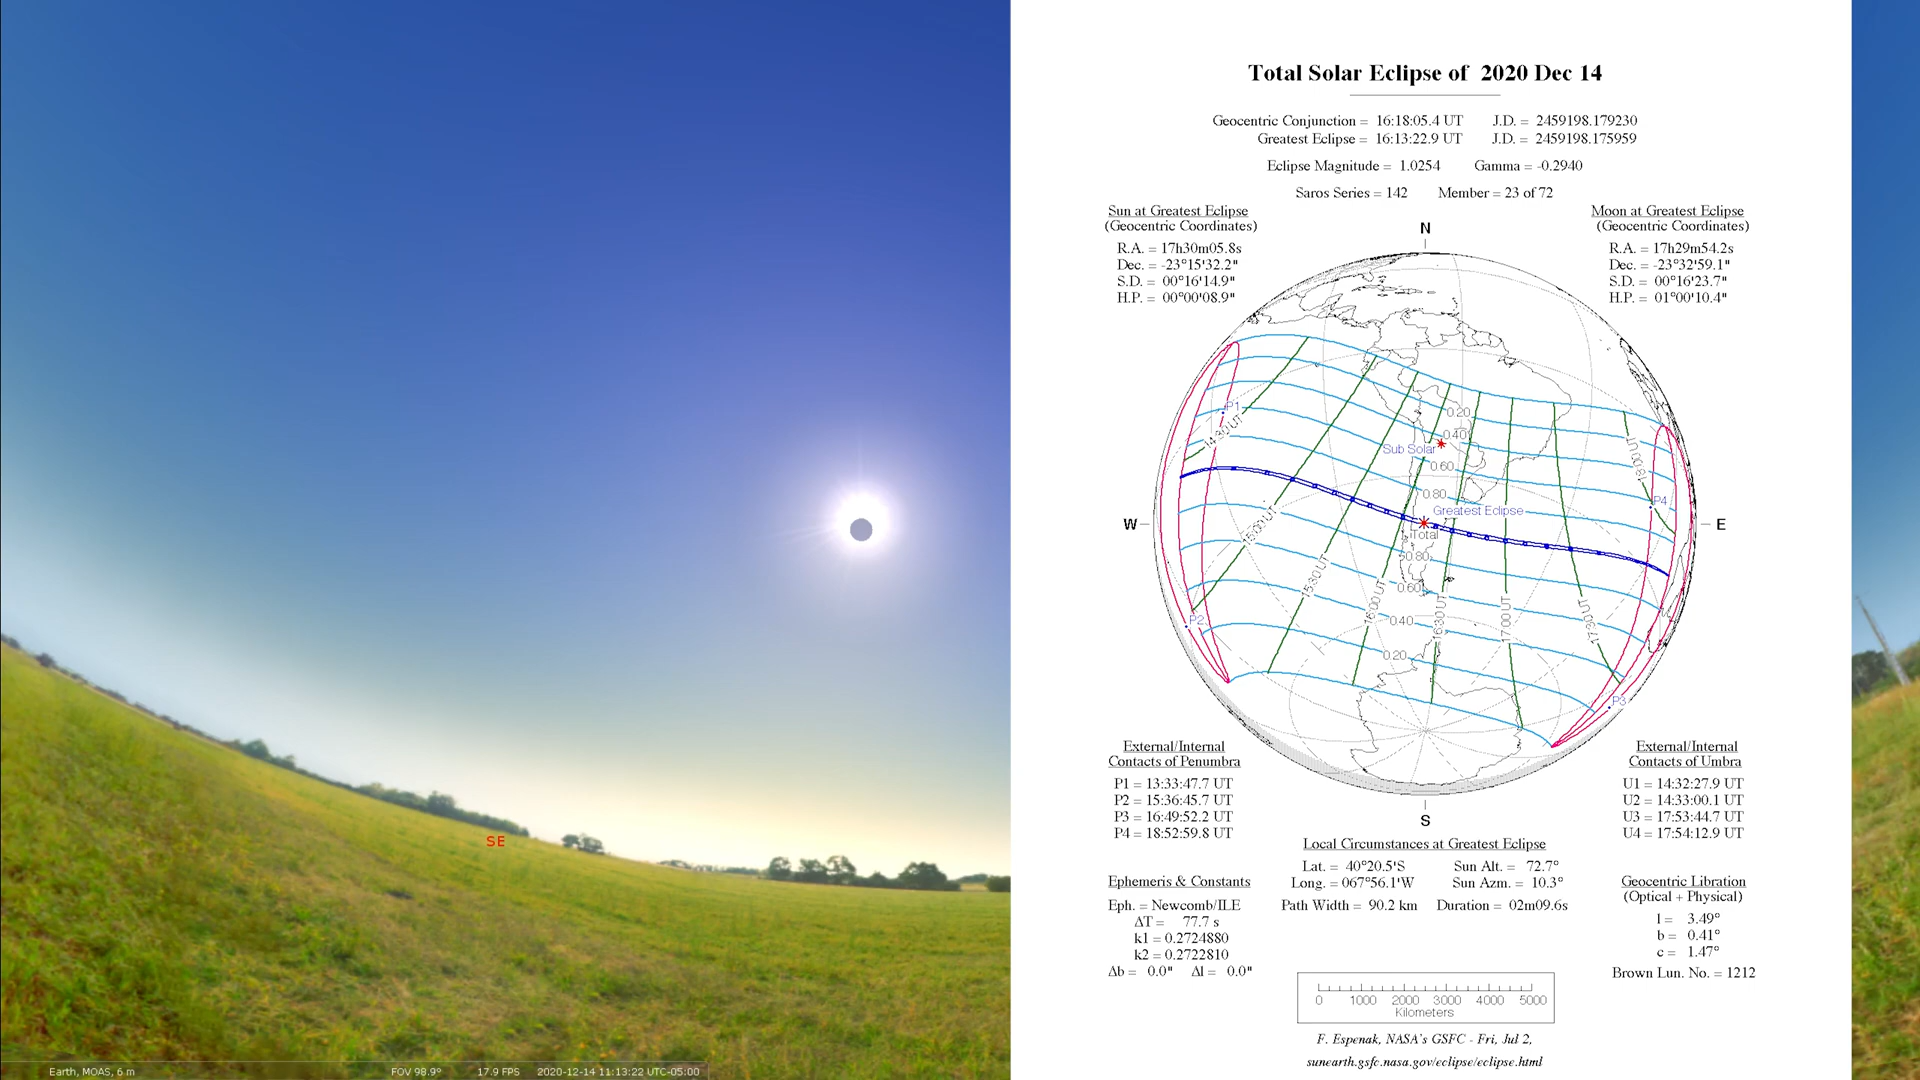 Total Solar Eclipse of 2020 Dec 14
Geocentric Conjunction = 16:18:05.4 UT J.D. = 2459198.179230
Greatest Eclipse = 16:13:22.9 UT J.D. = 2459198.175959
Eclipse Magnitude = 1.0254 Gamma = -0.2940
Saros Series = 142 Member = 23 of 72
Sun at Greatest Eclipse
(Geocentric Coordinates)
R.A. = 17h30m05.8s
Dec. = -23°15'32.2"
S.D. = 00°16'14.9"
H.P. = 00°00'08.9"
Moon at Greatest Eclipse
(Geocentric Coordinates)
R.A. = 17h29m54.2s
Dec. = -23°32'59.1"
S.D. = 00°16'23.7"
H.P. = 01°00'10.4"
N
P1
14:30 UT
0.20
0.40
Sub Solar
0.60
18:00 UT
0.80
P4
Greatest Eclipse
W
E
15:00 UT
Total
0.80
15:30 UT
0.60
16:00 UT
16:30 UT
17:00 UT
17:30 UT
P2
0.40
0.20
P3
S
External/Internal
Contacts of Penumbra
P1 = 13:33:47.7 UT
P2 = 15:36:45.7 UT
P3 = 16:49:52.2 UT
P4 = 18:52:59.8 UT
External/Internal
Contacts of Umbra
U1 = 14:32:27.9 UT
U2 = 14:33:00.1 UT
U3 = 17:53:44.7 UT
U4 = 17:54:12.9 UT
Local Circumstances at Greatest Eclipse
Lat. = 40°20.5'S Sun Alt. = 72.7°
Long. = 067°56.1'W Sun Azm. = 10.3°
Path Width = 90.2 km Duration = 02m09.6s
Ephemeris & Constants
Eph. = Newcomb/ILE
ΔT = 77.7 s
k1 = 0.2724880
k2 = 0.2722810
Δb = 0.0" Δl = 0.0"
Geocentric Libration
(Optical + Physical)
l = 3.49°
b = 0.41°
c = 1.47°
Brown Lun. No. = 1212
0 1000 2000 3000 4000 5000
Kilometers
F. Espenak, NASA's GSFC - Fri, Jul 2,
sunearth.gsfc.nasa.gov/eclipse/eclipse.html
SE
Earth, MOAS, 6 m FOV 98.9° 17.9 FPS 2020-12-14 11:13:22 UTC-05:00